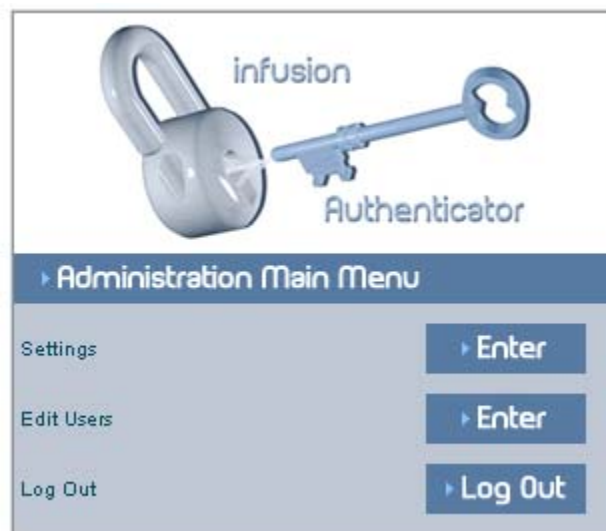 infusion
Authenticator
Administration Main Menu
Settings Enter
Edit Users Enter
Log Out Log Out